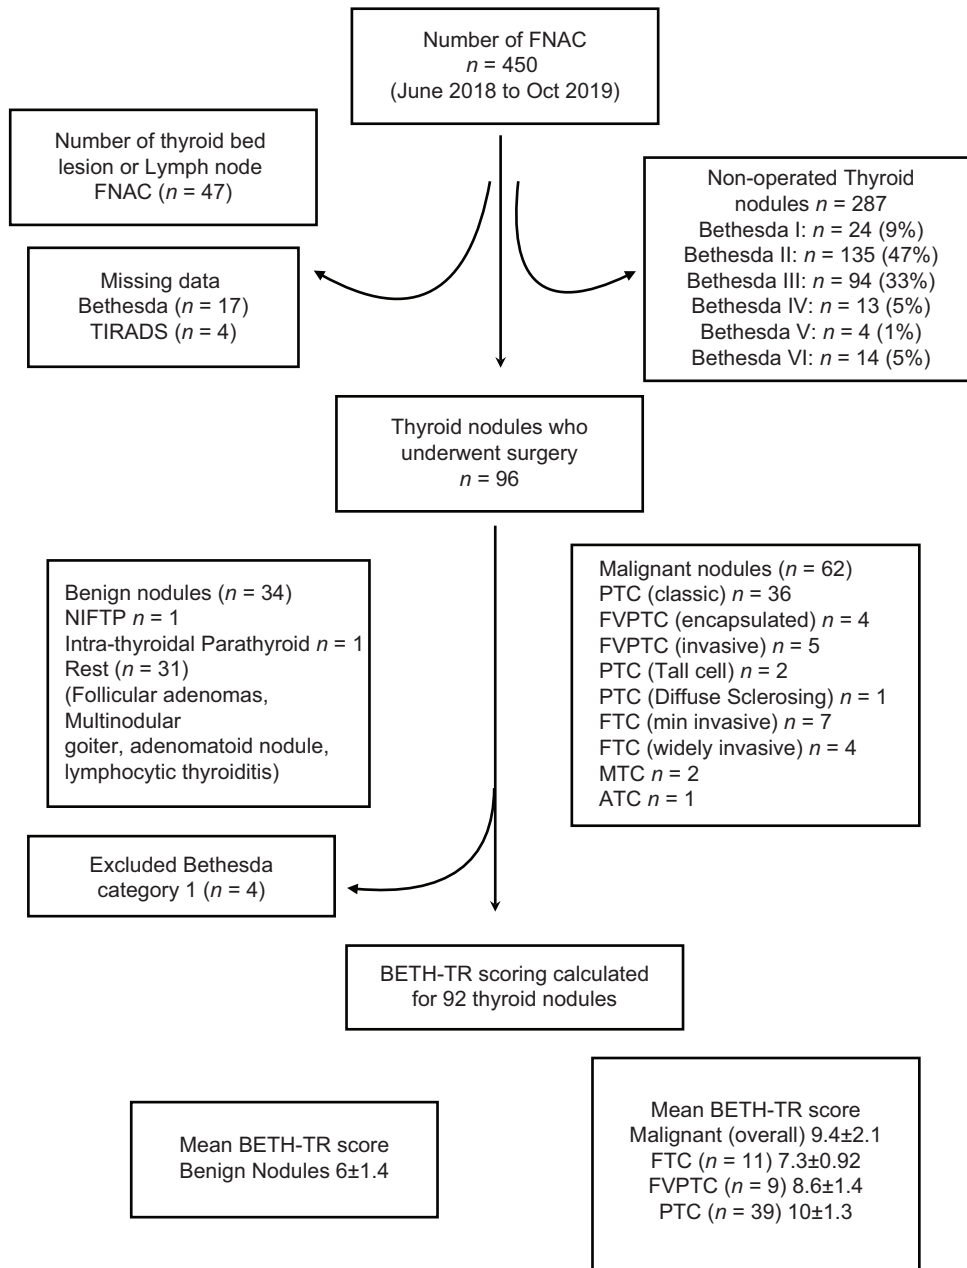 Number of FNAC
n = 450
(June 2018 to Oct 2019)
Number of thyroid bed
lesion or Lymph node
FNAC (n = 47)
Non-operated Thyroid
nodules n = 287
Bethesda I: n = 24 (9%)
Bethesda II: n = 135 (47%)
Bethesda III: n = 94 (33%)
Bethesda IV: n = 13 (5%)
Bethesda V: n = 4 (1%)
Bethesda VI: n = 14 (5%)
Missing data
Bethesda (n = 17)
TIRADS (n = 4)
Thyroid nodules who
underwent surgery
n = 96
Benign nodules (n = 34)
NIFTP n = 1
Intra-thyroidal Parathyroid n = 1
Rest (n = 31)
(Follicular adenomas,
Multinodular
goiter, adenomatoid nodule,
lymphocytic thyroiditis)
Malignant nodules (n = 62)
PTC (classic) n = 36
FVPTC (encapsulated) n = 4
FVPTC (invasive) n = 5
PTC (Tall cell) n = 2
PTC (Diffuse Sclerosing) n = 1
FTC (min invasive) n = 7
FTC (widely invasive) n = 4
MTC n = 2
ATC n = 1
Excluded Bethesda
category 1 (n = 4)
BETH-TR scoring calculated
for 92 thyroid nodules
Mean BETH-TR score
Benign Nodules 6±1.4
Mean BETH-TR score
Malignant (overall) 9.4±2.1
FTC (n = 11) 7.3±0.92
FVPTC (n = 9) 8.6±1.4
PTC (n = 39) 10±1.3